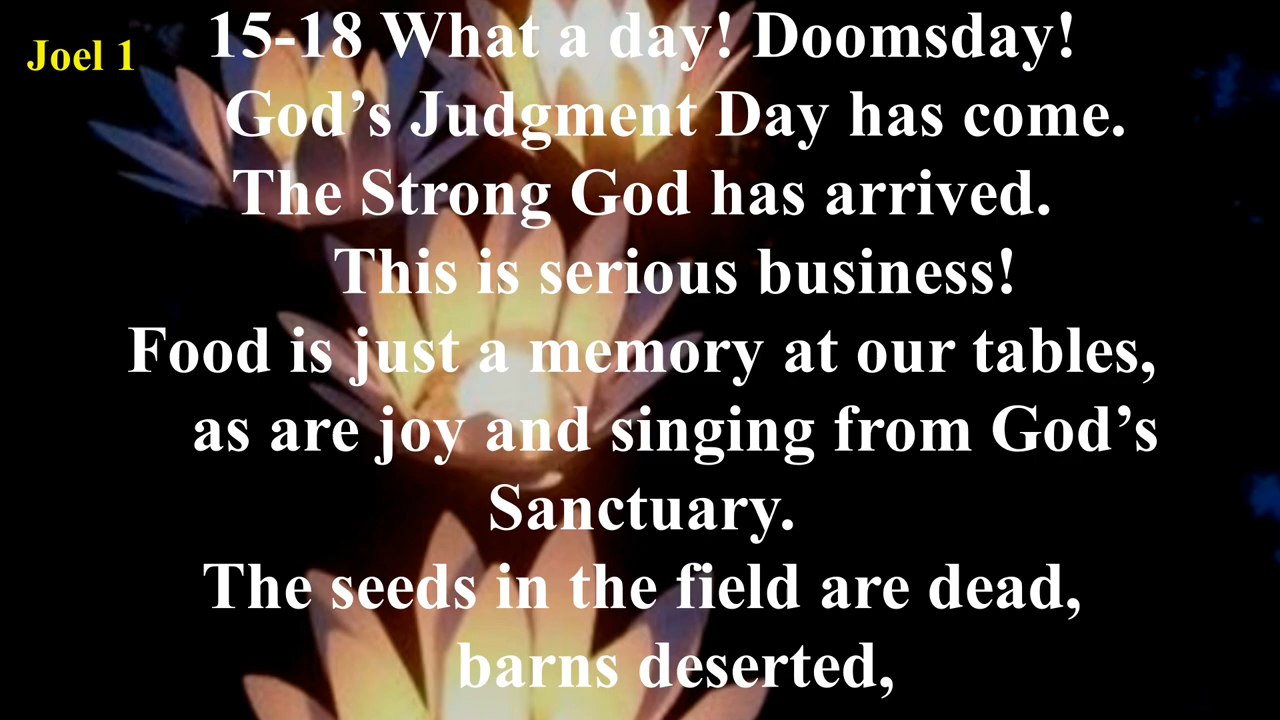 Joel 1
15-18 What a day! Doomsday!
God’s Judgment Day has come.
The Strong God has arrived.
This is serious business!
Food is just a memory at our tables,
as are joy and singing from God’s
Sanctuary.
The seeds in the field are dead,
barns deserted,